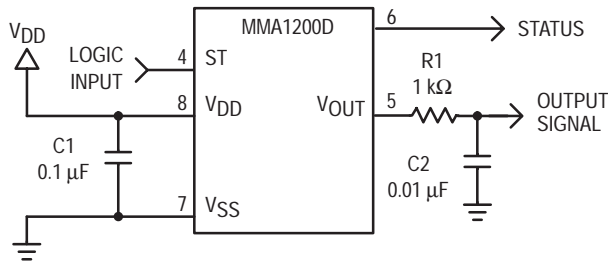 MMA1200D
VDD
LOGIC
INPUT
4
ST
6
STATUS
R1
1 kΩ
8
VDD
VOUT
5
OUTPUT
SIGNAL
C1
0.1 μF
C2
0.01 μF
7
VSS